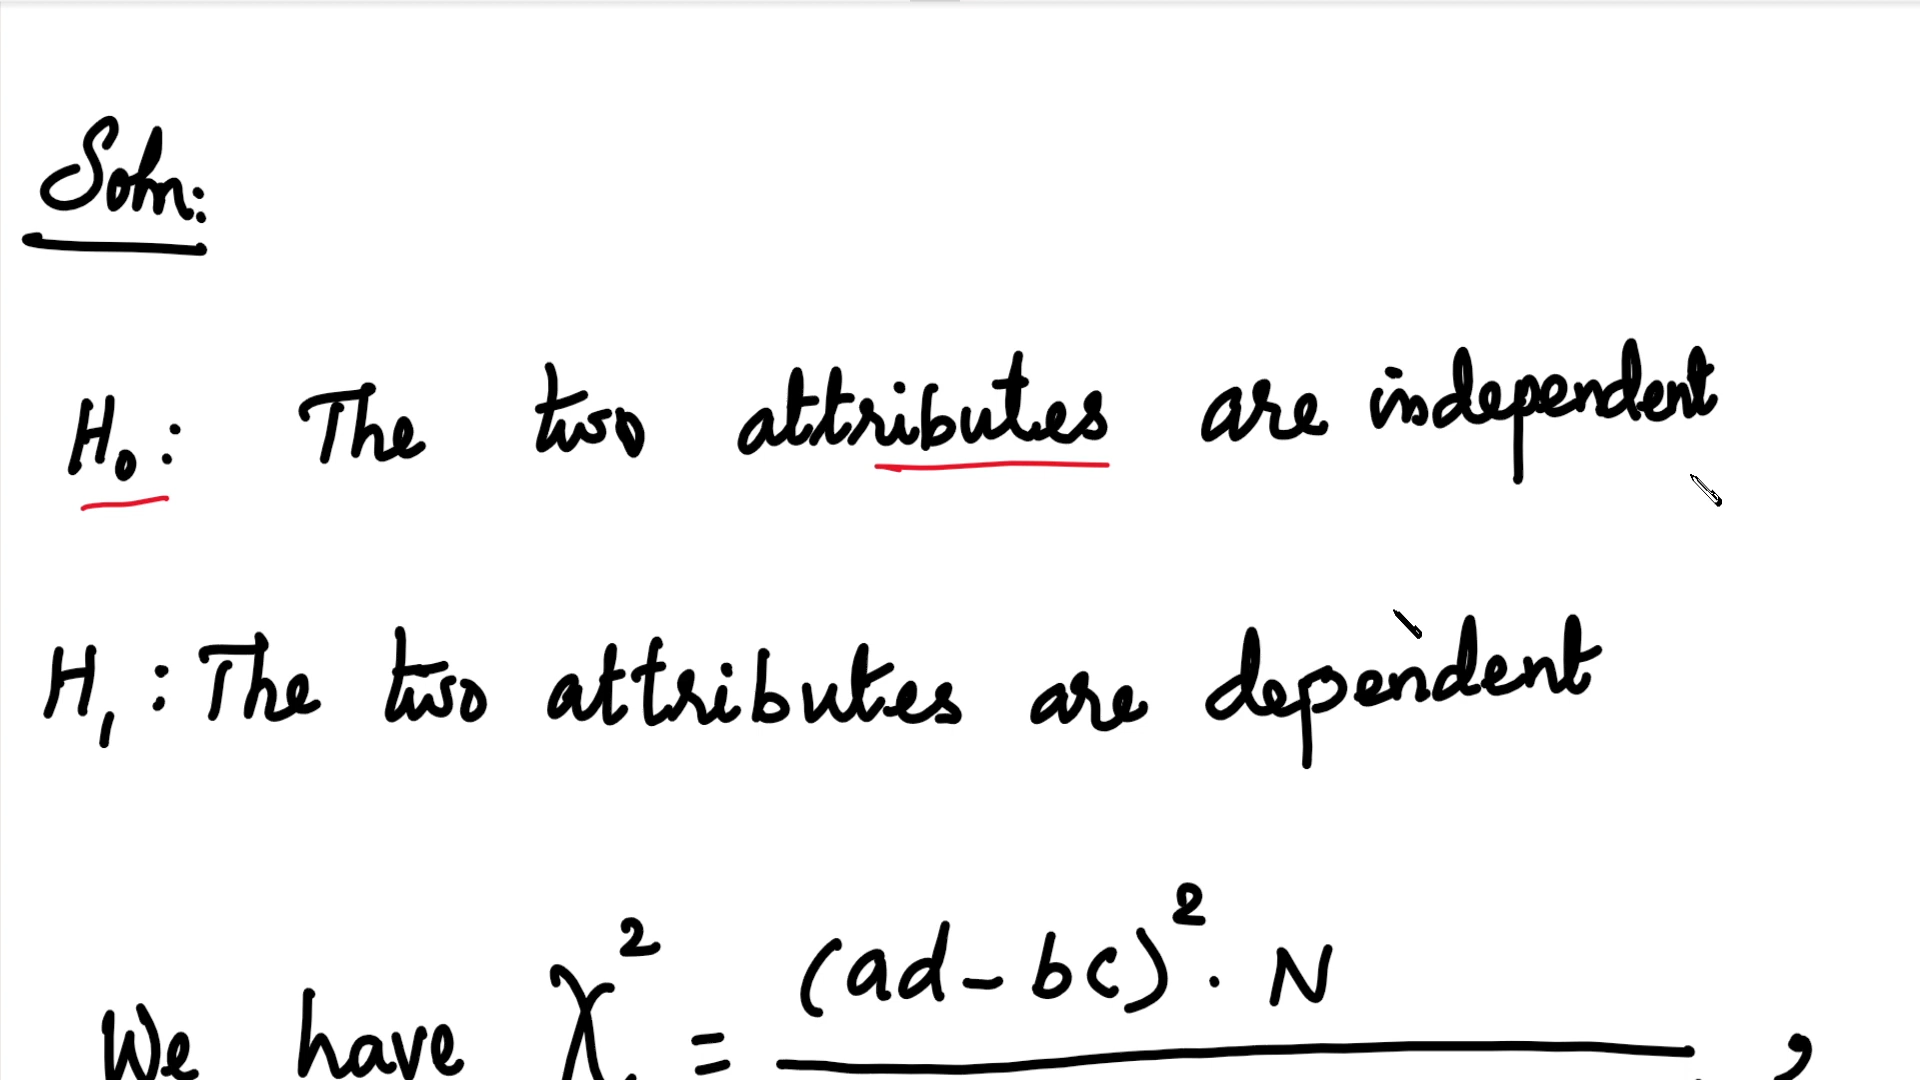 Soln:
H₀: The two attributes are independent
H₁: The two attributes are dependent
We have χ² = (ad-bc)² · N ,